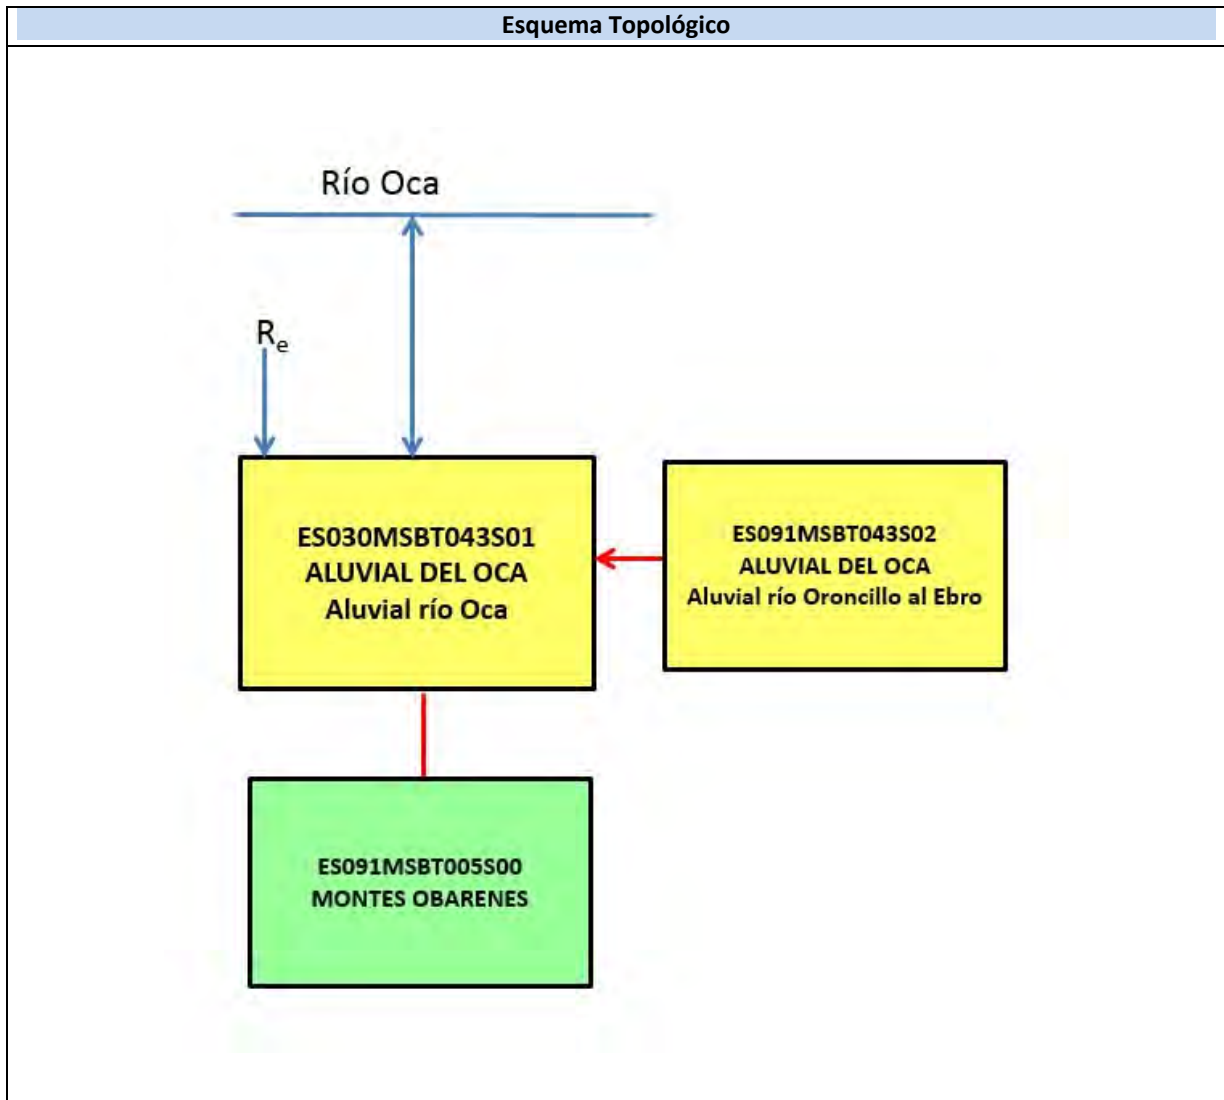 Esquema Topológico
Río Oca
Re
ES030MSBT043S01
ALUVIAL DEL OCA
Aluvial río Oca
ES091MSBT043S02
ALUVIAL DEL OCA
Aluvial río Oroncillo al Ebro
ES091MSBT005S00
MONTES OBARENES